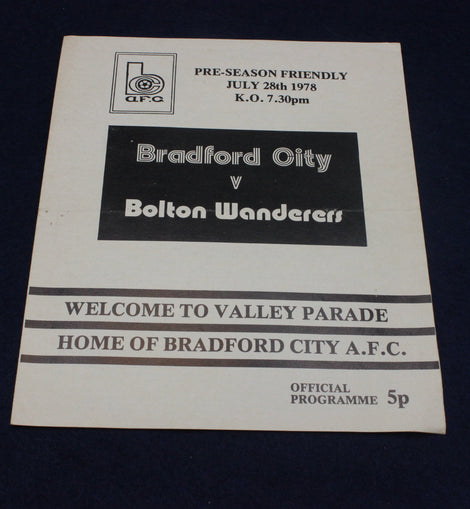 bc
A.F.C.
PRE-SEASON FRIENDLY
JULY 28th 1978
K.O. 7.30pm
Bradford City
v
Bolton Wanderers
WELCOME TO VALLEY PARADE
HOME OF BRADFORD CITY A.F.C.
OFFICIAL
PROGRAMME 5p